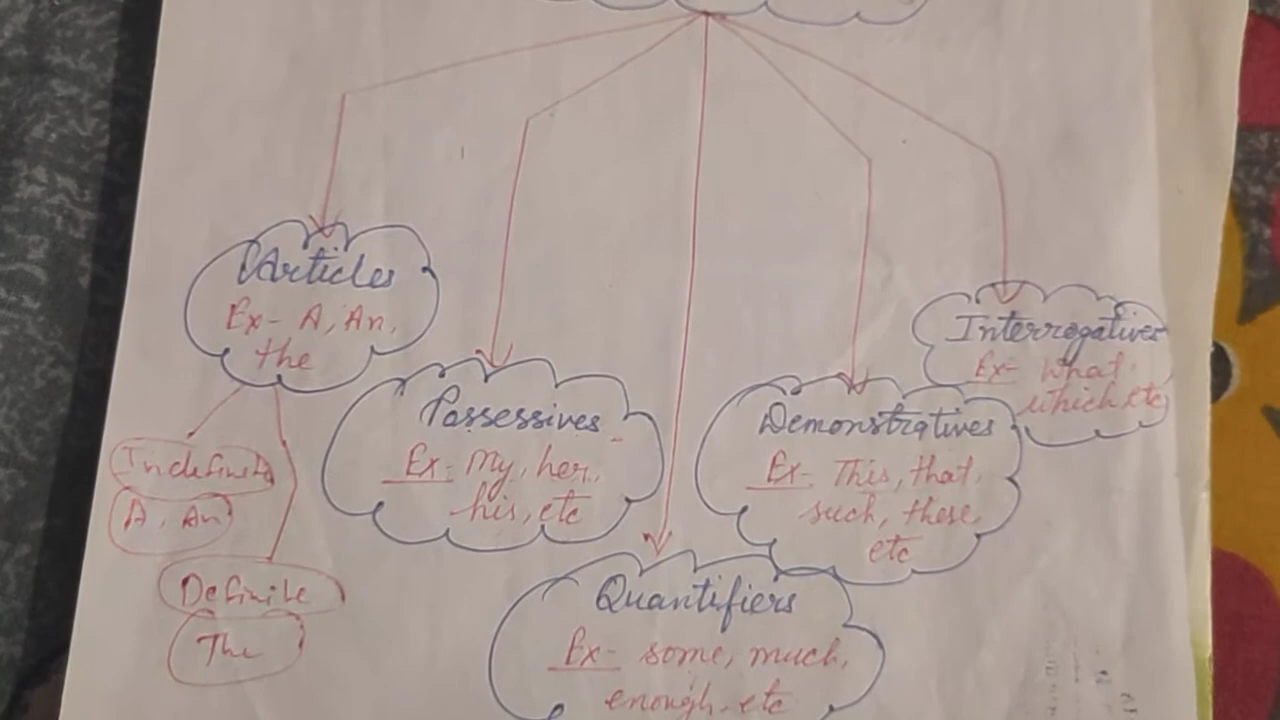 Articles
Ex- A, An,
the
Indefinite
A, An
Definite
The
Possessives
Ex- My, her,
his, etc
Quantifiers
Ex- some, much,
enough, etc
Demonstratives
Ex- This, that,
such, these,
etc
Interrogatives
Ex- What,
which etc